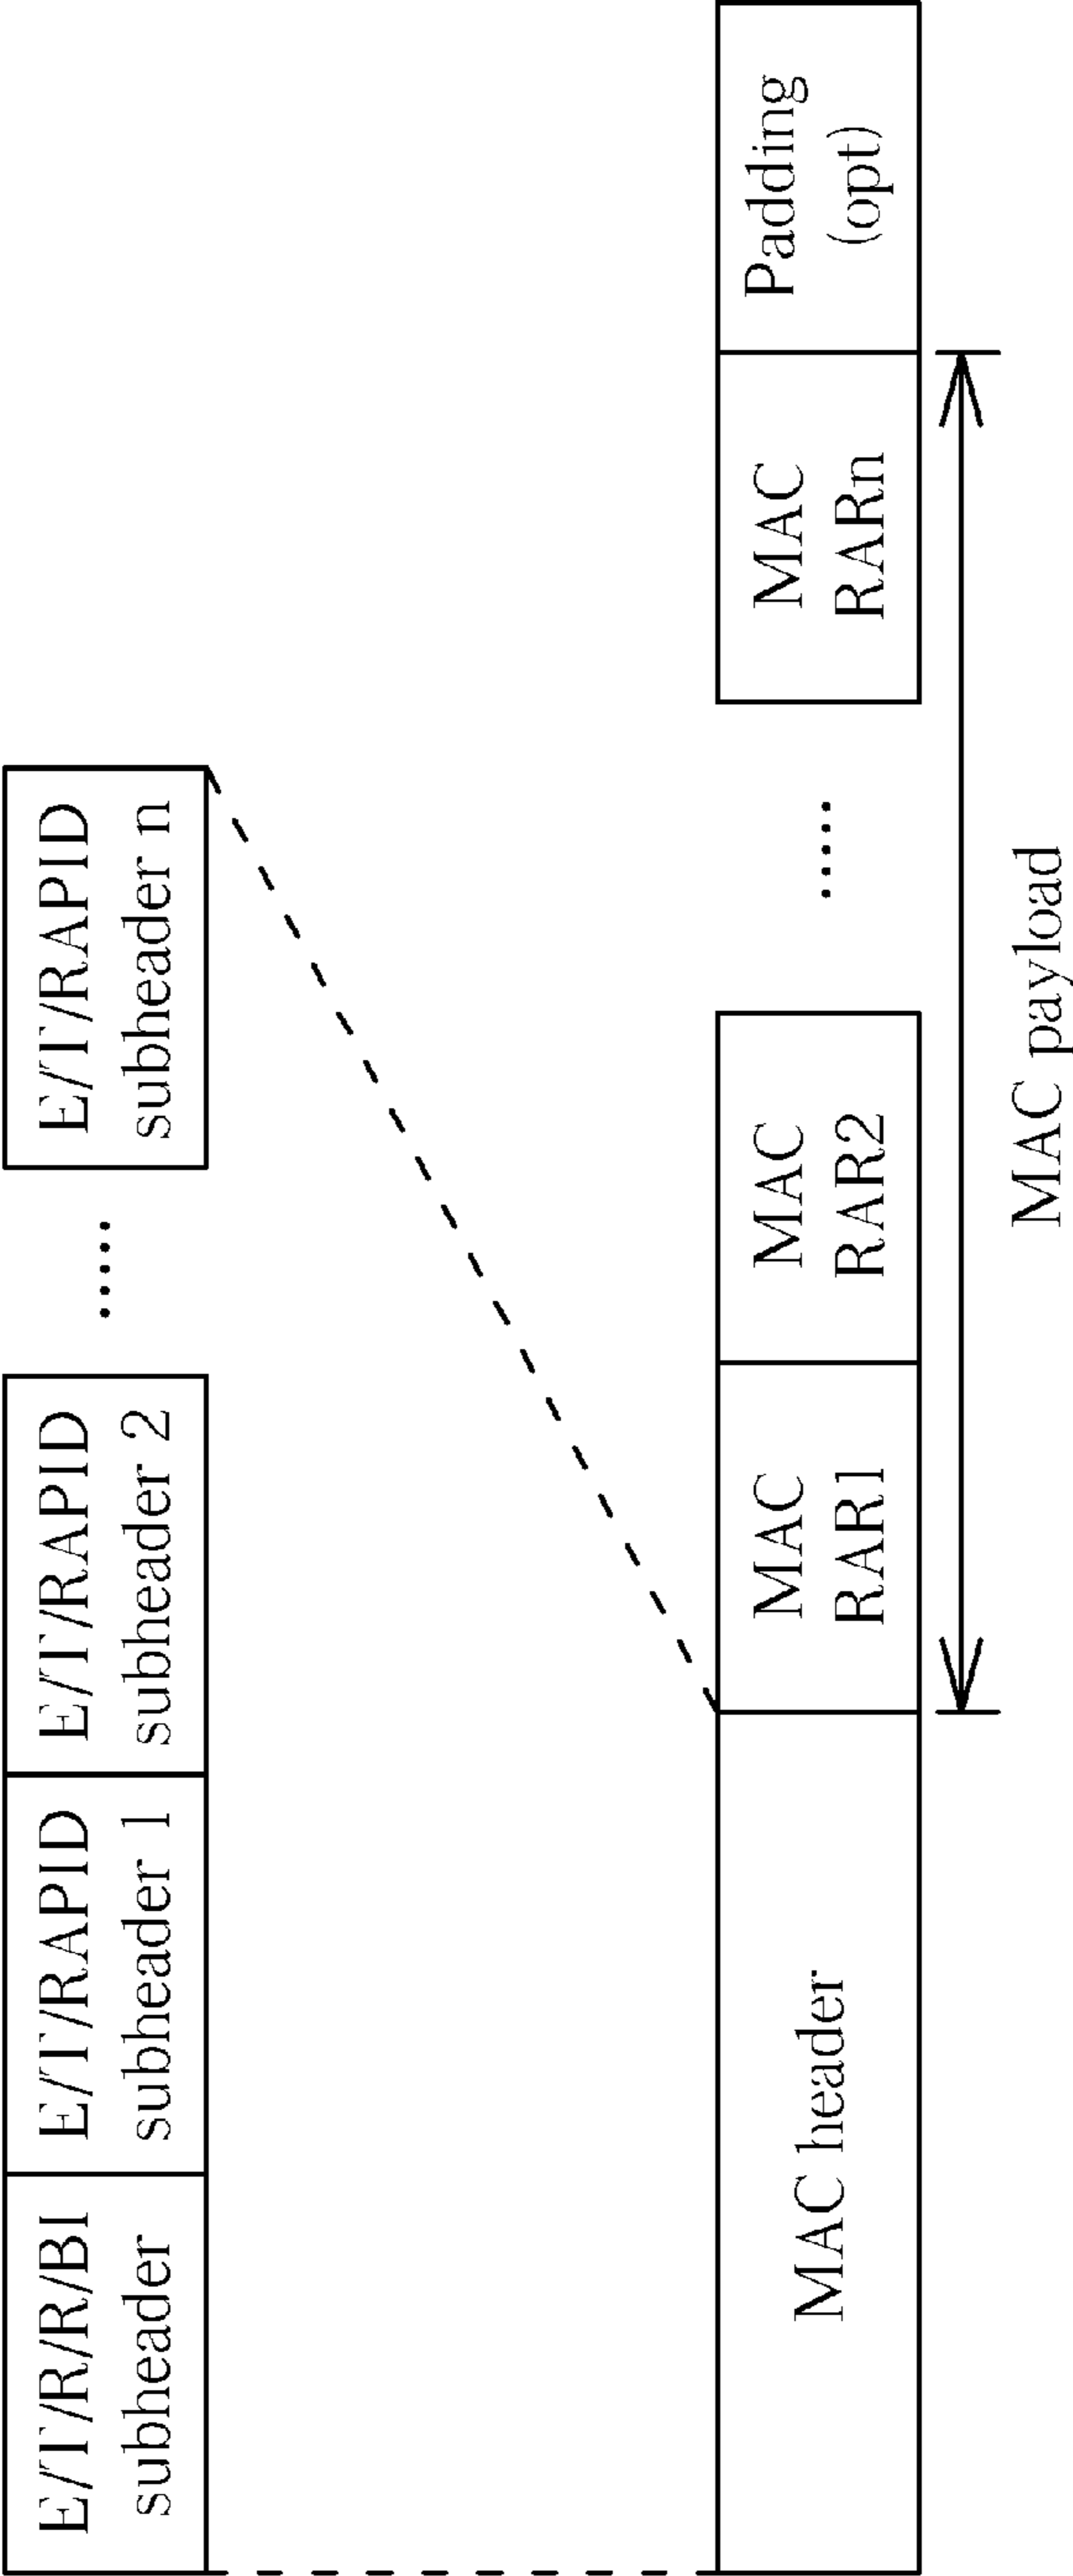 E/T/R/R/BI
subheader
E/T/RAPID
subheader 1
E/T/RAPID
subheader 2
.....
E/T/RAPID
subheader n
MAC header
MAC
RAR1
MAC
RAR2
.....
MAC
RARn
Padding
(opt)
MAC payload